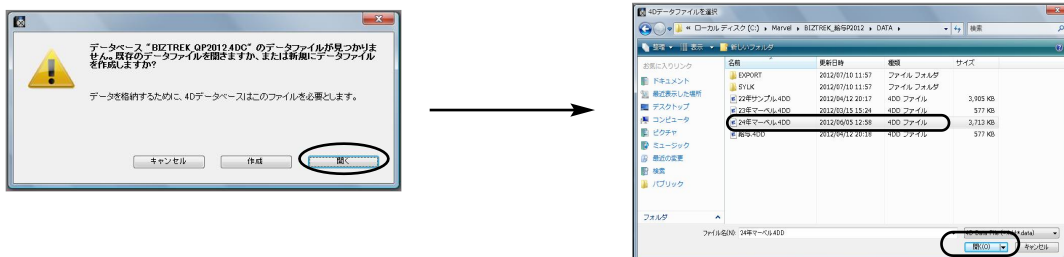 データベース "BIZTREK_QP2012.4DC" のデータファイルが見つかりま
せん。既存のデータファイルを開きますか、または新規にデータファイル
を作成しますか?
データを格納するために、4Dデータベースはこのファイルを必要とします。
キャンセル 作成 開く
4Dデータファイルを選択
ローカル ディスク (C:) Marvel BIZTREK_給与P2012 DATA 検索
整理 表示 新しいフォルダ
お気に入りリンク
名前 更新日時 種類 サイズ
ドキュメント
最近表示した場所
デスクトップ
コンピュータ
ピクチャ
ミュージック
最近の変更
検索
パブリック
EXPORT 2012/07/10 11:57 ファイル フォルダ
SYLK 2012/07/10 11:57 ファイル フォルダ
22年サンプル.4DD 2012/04/12 20:17 4DD ファイル 3,905 KB
23年マーベル.4DD 2012/03/15 15:24 4DD ファイル 577 KB
24年マーベル.4DD 2012/06/05 12:58 4DD ファイル 3,713 KB
給与.4DD 2012/04/12 20:18 4DD ファイル 577 KB
フォルダ
ファイル名(N): 24年マーベル.4DD
開く(O) キャンセル